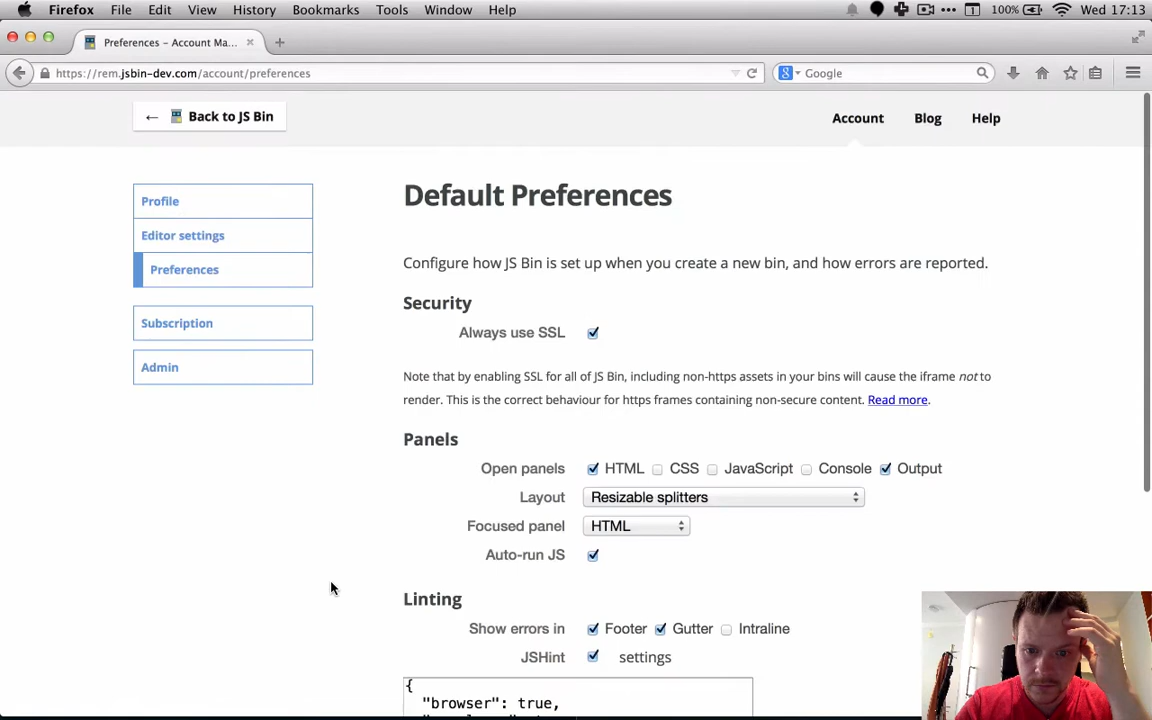 Firefox File Edit View History Bookmarks Tools Window Help 1 100% Wed 17:13
Preferences – Account Ma...
https://rem.jsbin-dev.com/account/preferences Google
← Back to JS Bin Account Blog Help
Profile
Editor settings
Preferences
Subscription
Admin
Default Preferences
Configure how JS Bin is set up when you create a new bin, and how errors are reported.
Security
Always use SSL
Note that by enabling SSL for all of JS Bin, including non-https assets in your bins will cause the iframe not to
render. This is the correct behaviour for https frames containing non-secure content. Read more.
Panels
Open panels HTML CSS JavaScript Console Output
Layout Resizable splitters
Focused panel HTML
Auto-run JS
Linting
Show errors in Footer Gutter Intraline
JSHint settings
{
"browser": true,